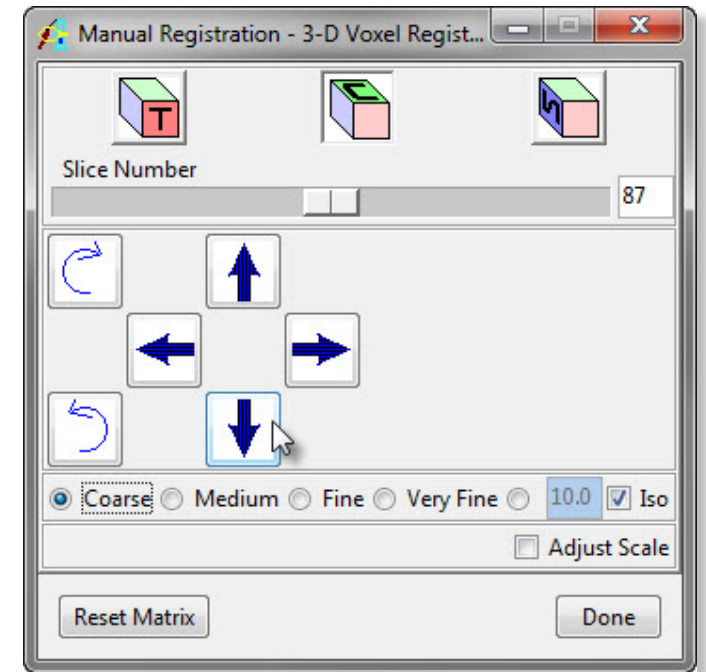 Manual Registration - 3-D Voxel Regist...
T
Slice Number
87
Coarse Medium Fine Very Fine 10.0 Iso
Adjust Scale
Reset Matrix Done